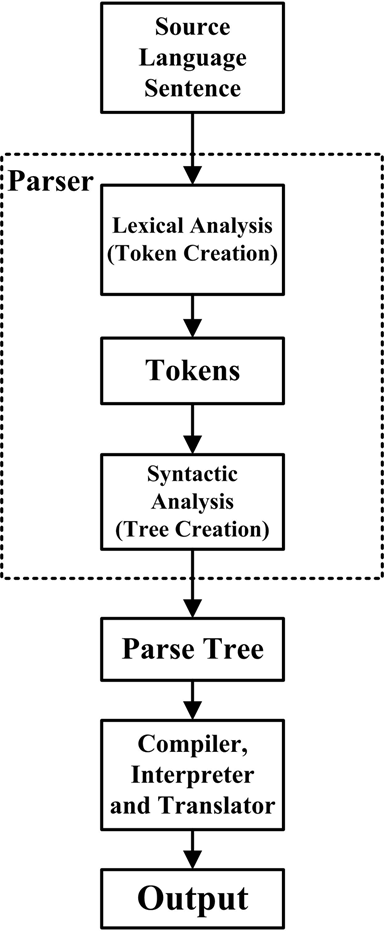 Source
Language
Sentence
Parser
Lexical Analysis
(Token Creation)
Tokens
Syntactic
Analysis
(Tree Creation)
Parse Tree
Compiler,
Interpreter
and Translator
Output